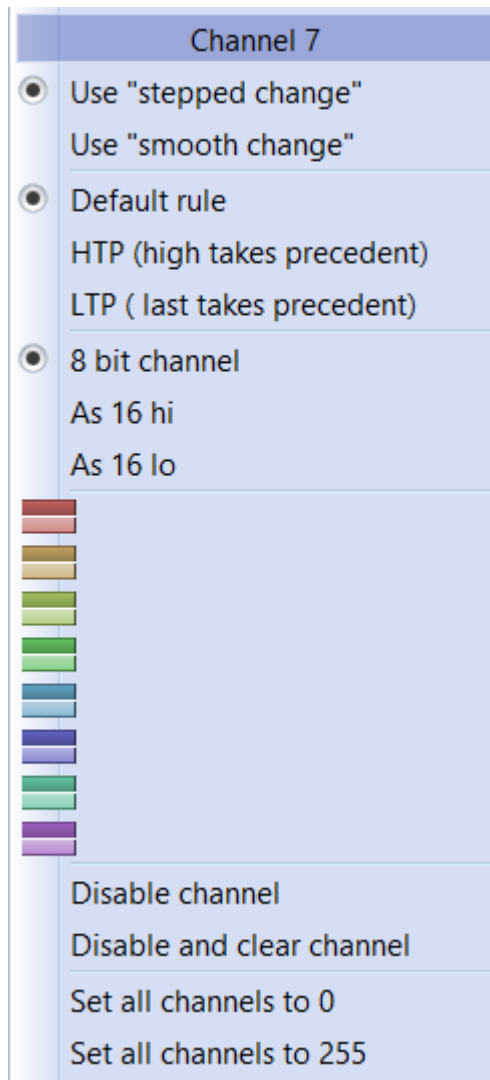 Channel 7
Use "stepped change"
Use "smooth change"
Default rule
HTP (high takes precedent)
LTP ( last takes precedent)
8 bit channel
As 16 hi
As 16 lo
Disable channel
Disable and clear channel
Set all channels to 0
Set all channels to 255